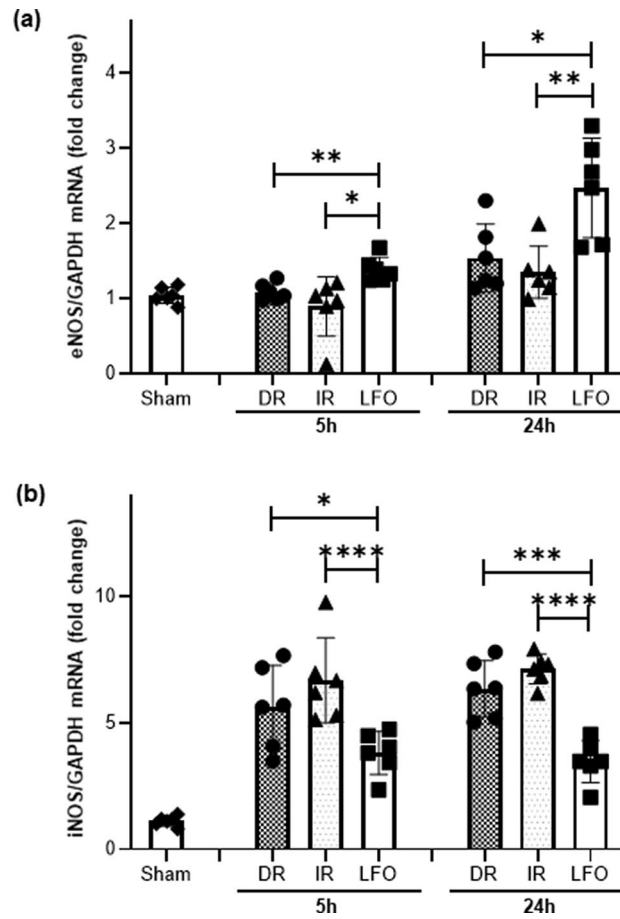 (a)
eNOS/GAPDH mRNA (fold change)
4
3
2
1
0
*
**
**
*
Sham DR IR LFO DR IR LFO
5h 24h
(b)
iNOS/GAPDH mRNA (fold change)
10
5
0
*
****
***
****
Sham DR IR LFO DR IR LFO
5h 24h